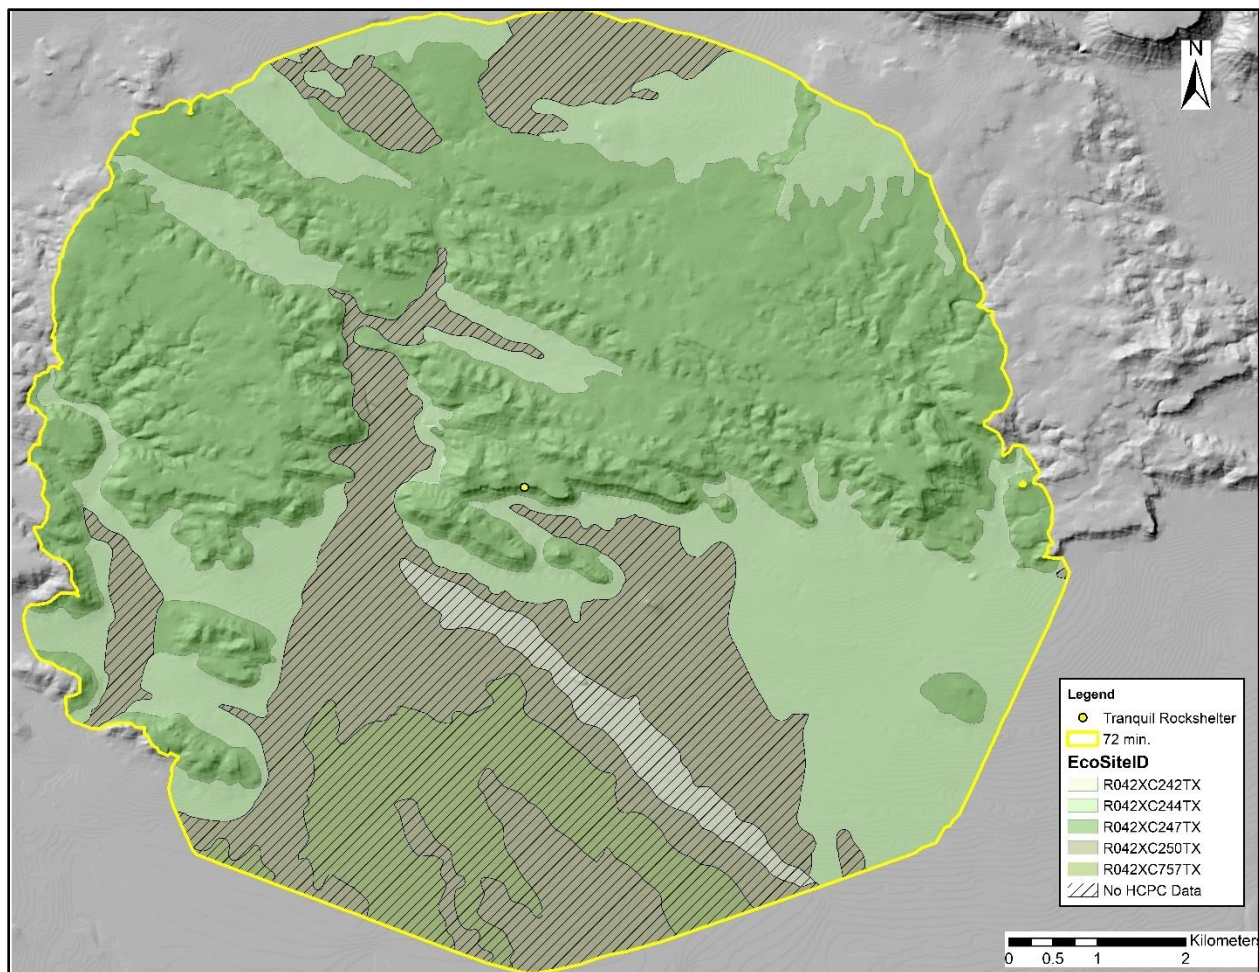 N
Legend
Tranquil Rockshelter
72 min.
EcoSiteID
R042XC242TX
R042XC244TX
R042XC247TX
R042XC250TX
R042XC757TX
No HCPC Data
Kilometers
0 0.5 1 2